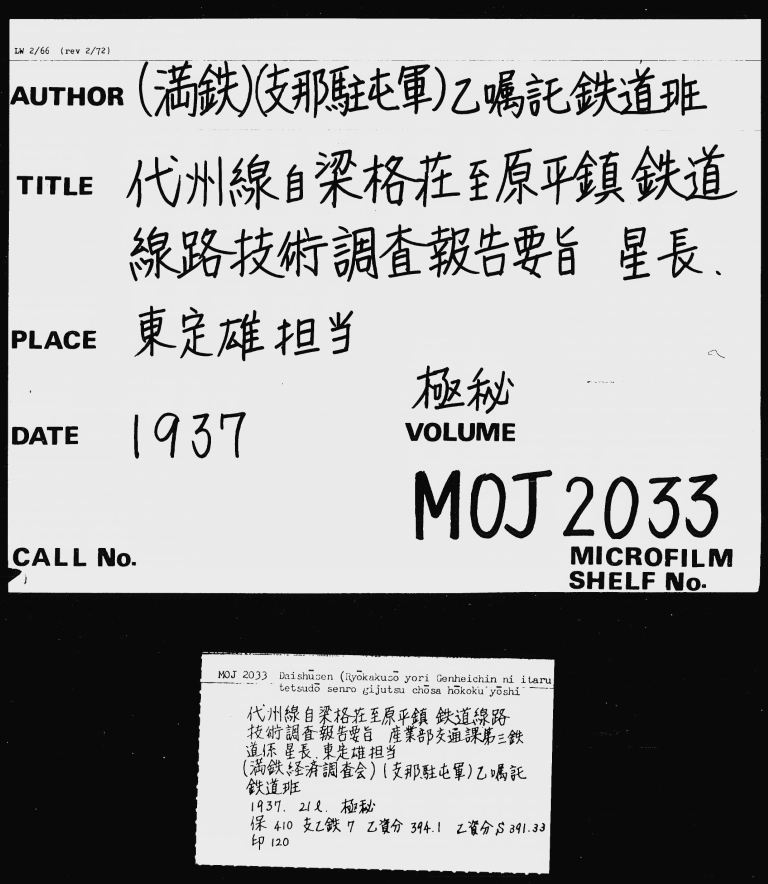 LW 2/66 (rev 2/72)
AUTHOR (満鉄)(支那駐屯軍)乙嘱託鉄道班
TITLE 代州線自梁格荘至原平鎮鉄道
線路技術調査報告要旨 星長.
PLACE 東定雄担当
極秘
DATE 1937 VOLUME
MOJ 2033
CALL No. MICROFILM
SHELF No.
MOJ 2033 Daishūsen (Ryōkakusō yori Genheichin ni itaru
tetsudō senro gijutsu chōsa hōkoku yōshi
代州線自梁格荘至原平鎮 鉄道線路
技術調査報告要旨 産業部交通課第三鉄
道係 星長. 東定雄担当
(満鉄経済調査会)(支那駐屯軍)乙嘱託
鉄道班
1937. 21ℓ. 極秘
保 410 支乙鉄 7 乙資分 394.1 乙資分S 391.33
印 120